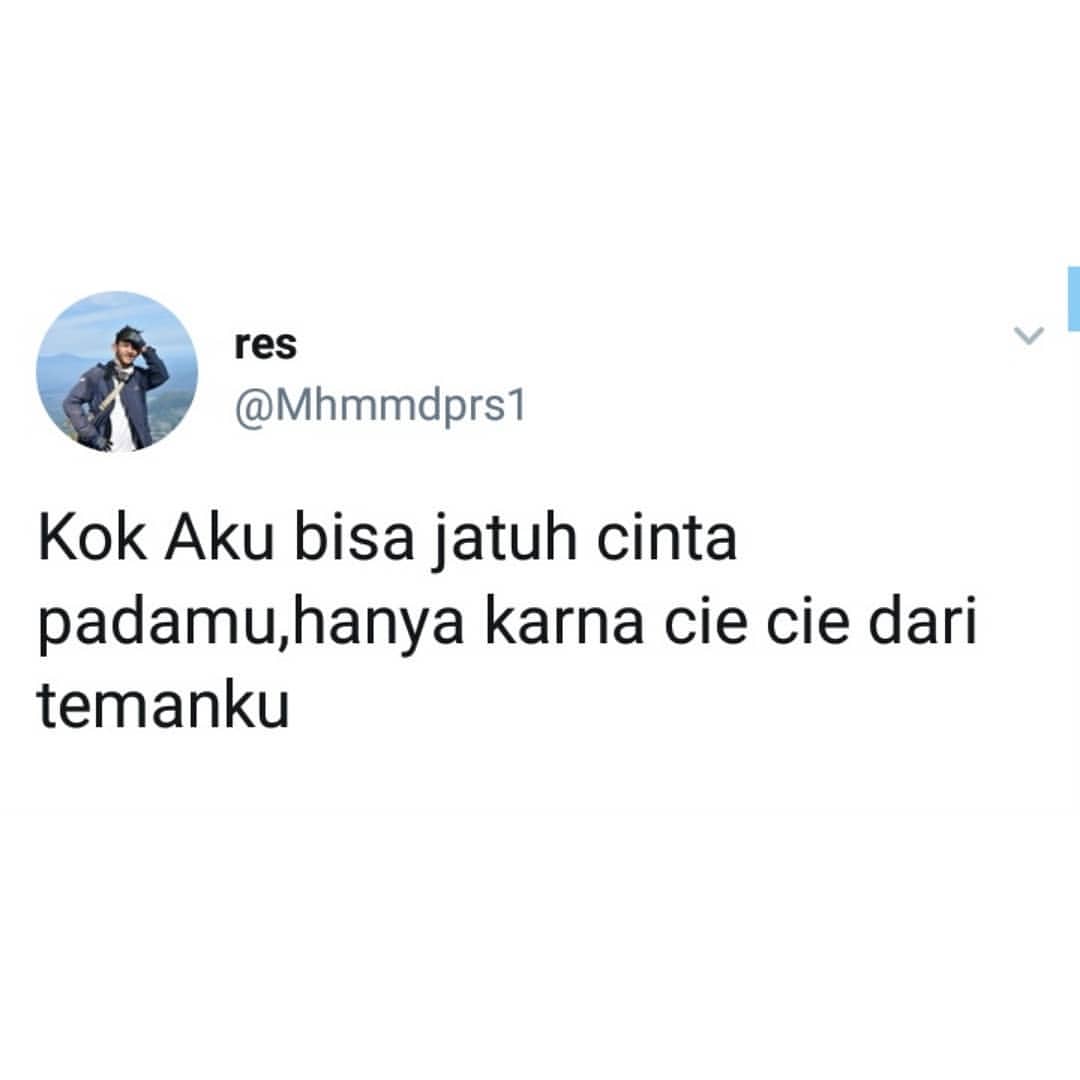 res
@Mhmmdprs1
Kok Aku bisa jatuh cinta
padamu,hanya karna cie cie dari
temanku